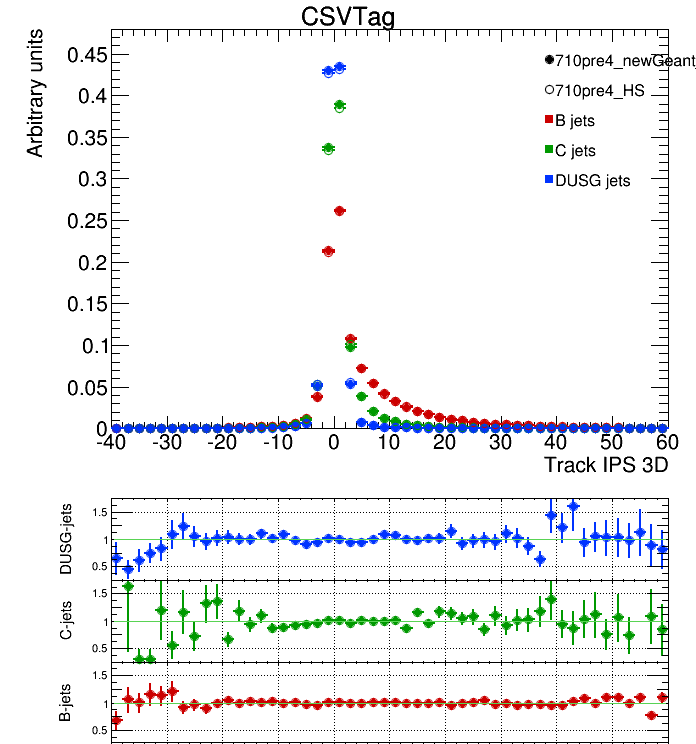 CSVTag
Arbitrary units
0.45
0.4
0.35
0.3
0.25
0.2
0.15
0.1
0.05
0
710pre4_newGeant
710pre4_HS
B jets
C jets
DUSG jets
-40 -30 -20 -10 0 10 20 30 40 50 60
Track IPS 3D
DUSG-jets
1.5
1
0.5
C-jets
1.5
1
0.5
B-jets
1.5
1
0.5